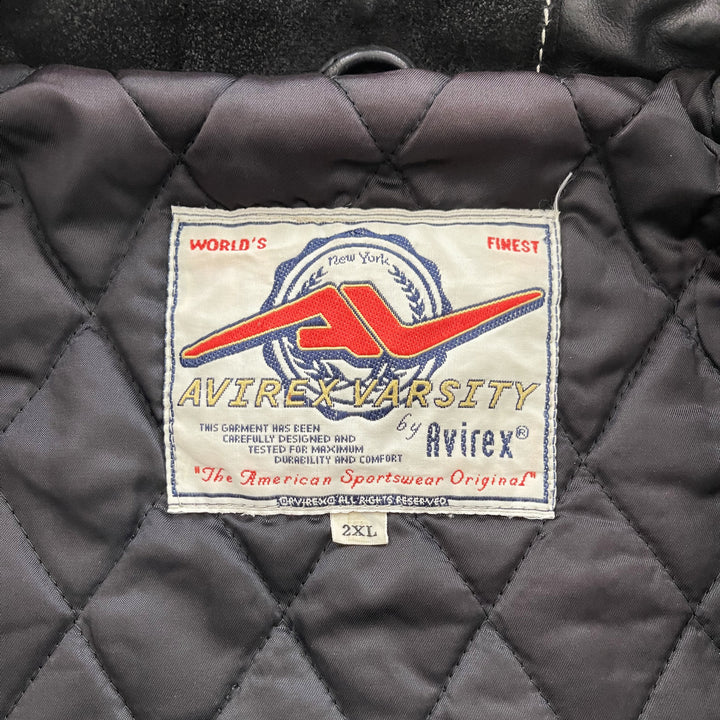 WORLD'S FINEST
New York
AVIREX VARSITY
by Avirex®
THIS GARMENT HAS BEEN
CAREFULLY DESIGNED AND
TESTED FOR MAXIMUM
DURABILITY AND COMFORT
"The American Sportswear Original"
©AVIREX® ALL RIGHTS RESERVED
2XL